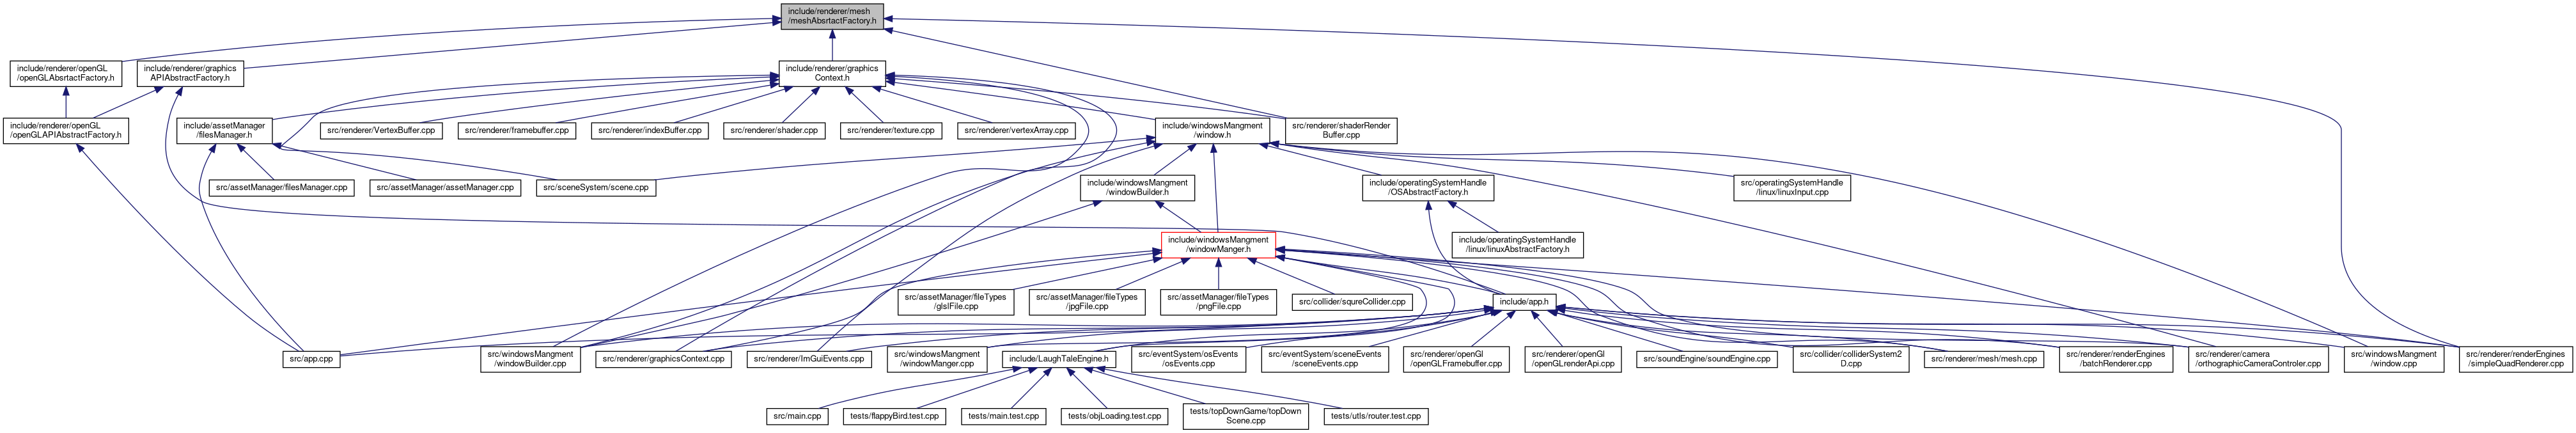 include/renderer/mesh
/meshAbsrtactFactory.h
include/renderer/openGL
/openGLAbsrtactFactory.h
include/renderer/graphics
APIAbstractFactory.h
include/renderer/graphics
Context.h
include/renderer/openGL
/openGLAPIAbstractFactory.h
include/assetManager
/filesManager.h
src/renderer/VertexBuffer.cpp
src/renderer/framebuffer.cpp
src/renderer/indexBuffer.cpp
src/renderer/shader.cpp
src/renderer/texture.cpp
src/renderer/vertexArray.cpp
include/windowsMangment
/window.h
src/renderer/shaderRender
Buffer.cpp
src/assetManager/filesManager.cpp
src/assetManager/assetManager.cpp
src/sceneSystem/scene.cpp
include/windowsMangment
/windowBuilder.h
include/operatingSystemHandle
/OSAbstractFactory.h
src/operatingSystemHandle
/linux/linuxInput.cpp
include/windowsMangment
/windowManger.h
include/operatingSystemHandle
/linux/linuxAbstractFactory.h
src/assetManager/fileTypes
/glslFile.cpp
src/assetManager/fileTypes
/jpgFile.cpp
src/assetManager/fileTypes
/pngFile.cpp
src/collider/squreCollider.cpp
include/app.h
src/app.cpp
src/windowsMangment
/windowBuilder.cpp
src/renderer/graphicsContext.cpp
src/renderer/ImGuiEvents.cpp
src/windowsMangment
/windowManger.cpp
include/LaughTaleEngine.h
src/eventSystem/osEvents
/osEvents.cpp
src/eventSystem/sceneEvents
/sceneEvents.cpp
src/renderer/openGl
/openGLFramebuffer.cpp
src/renderer/openGl
/openGLrenderApi.cpp
src/soundEngine/soundEngine.cpp
src/collider/colliderSystem2
D.cpp
src/renderer/mesh/mesh.cpp
src/renderer/renderEngines
/batchRenderer.cpp
src/renderer/camera
/orthographicCameraControler.cpp
src/windowsMangment
/window.cpp
src/renderer/renderEngines
/simpleQuadRenderer.cpp
src/main.cpp
tests/flappyBird.test.cpp
tests/main.test.cpp
tests/objLoading.test.cpp
tests/topDownGame/topDown
Scene.cpp
tests/utls/router.test.cpp